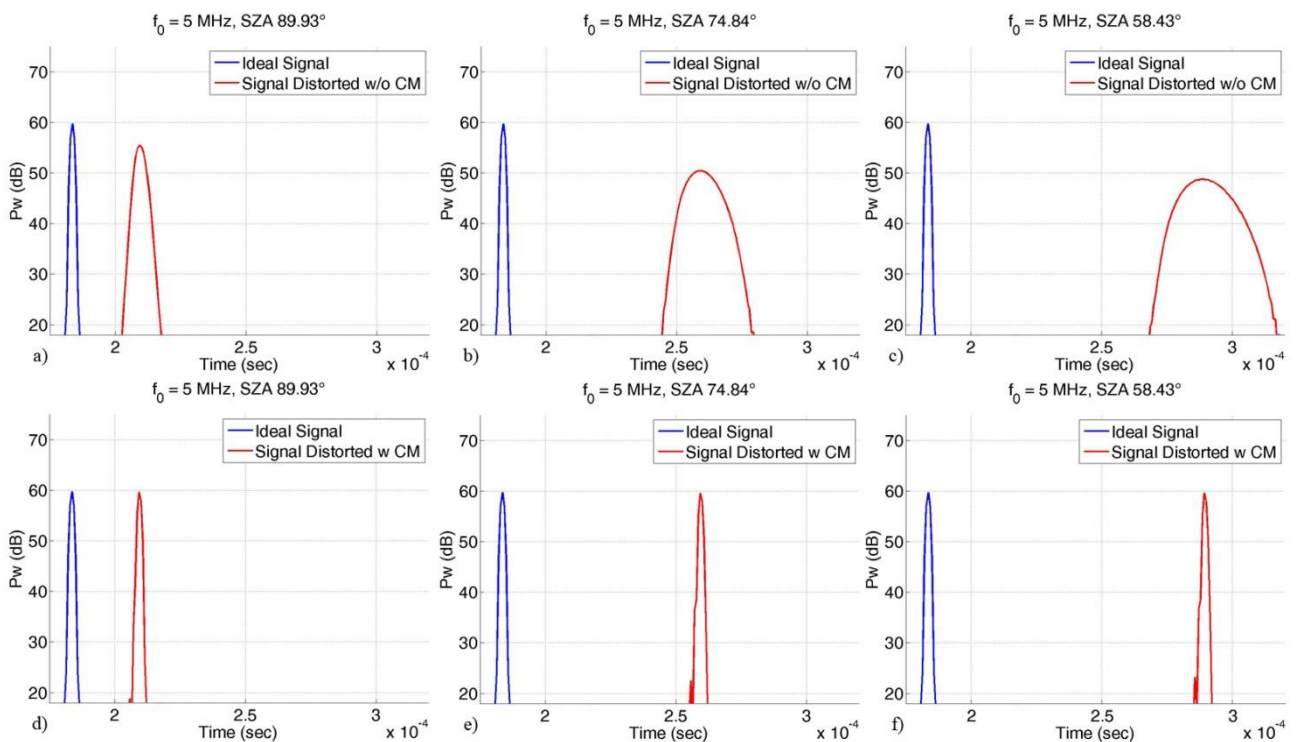 f₀ = 5 MHz, SZA 89.93°
f₀ = 5 MHz, SZA 74.84°
f₀ = 5 MHz, SZA 58.43°
Ideal Signal
Signal Distorted w/o CM
Ideal Signal
Signal Distorted w/o CM
Ideal Signal
Signal Distorted w/o CM
70
60
50
40
30
20
Pw (dB)
70
60
50
40
30
20
Pw (dB)
70
60
50
40
30
20
Pw (dB)
2 2.5 3
2 2.5 3
2 2.5 3
a) Time (sec) x 10⁻⁴
b) Time (sec) x 10⁻⁴
c) Time (sec) x 10⁻⁴
f₀ = 5 MHz, SZA 89.93°
f₀ = 5 MHz, SZA 74.84°
f₀ = 5 MHz, SZA 58.43°
Ideal Signal
Signal Distorted w CM
Ideal Signal
Signal Distorted w CM
Ideal Signal
Signal Distorted w CM
70
60
50
40
30
20
Pw (dB)
70
60
50
40
30
20
Pw (dB)
70
60
50
40
30
20
Pw (dB)
2 2.5 3
2 2.5 3
2 2.5 3
d) Time (sec) x 10⁻⁴
e) Time (sec) x 10⁻⁴
f) Time (sec) x 10⁻⁴